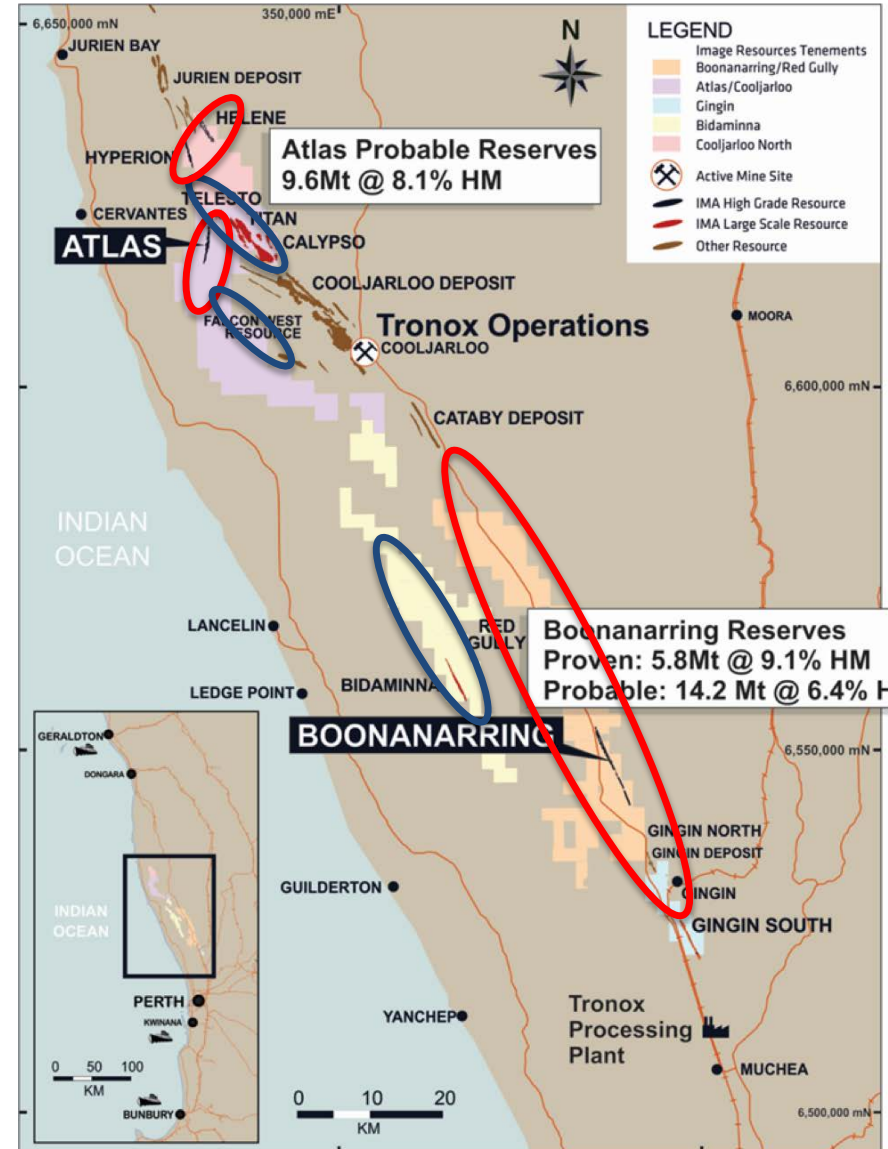 6,650,000 mN
350,000 mE
JURIEN BAY
JURIEN DEPOSIT
HELENE
HYPERION
N
LEGEND
Image Resources Tenements
Boonanarring/Red Gully
Atlas/Cooljarloo
Gingin
Bidaminna
Cooljarloo North
Active Mine Site
IMA High Grade Resource
IMA Large Scale Resource
Other Resource
Atlas Probable Reserves
9.6Mt @ 8.1% HM
TELESTO
TITAN
CERVANTES
CALYPSO
ATLAS
COOLJARLOO DEPOSIT
FALCON WEST
RESOURCE
Tronox Operations
COOLJARLOO
MOORA
6,600,000 mN
CATABY DEPOSIT
INDIAN
OCEAN
LANCELIN
RED
GULLY
Boonanarring Reserves
Proven: 5.8Mt @ 9.1% HM
Probable: 14.2 Mt @ 6.4% H
BIDAMINNA
LEDGE POINT
BOONANARRING
6,550,000 mN
GINGIN NORTH
GINGIN DEPOSIT
GINGIN
GUILDERTON
GINGIN SOUTH
YANCHEP
Tronox
Processing
Plant
MUCHEA
6,500,000 mN
0 10 20
KM
GERALDTON
DONGARA
INDIAN
OCEAN
PERTH
KWINANA
0 50 100
KM
BUNBURY